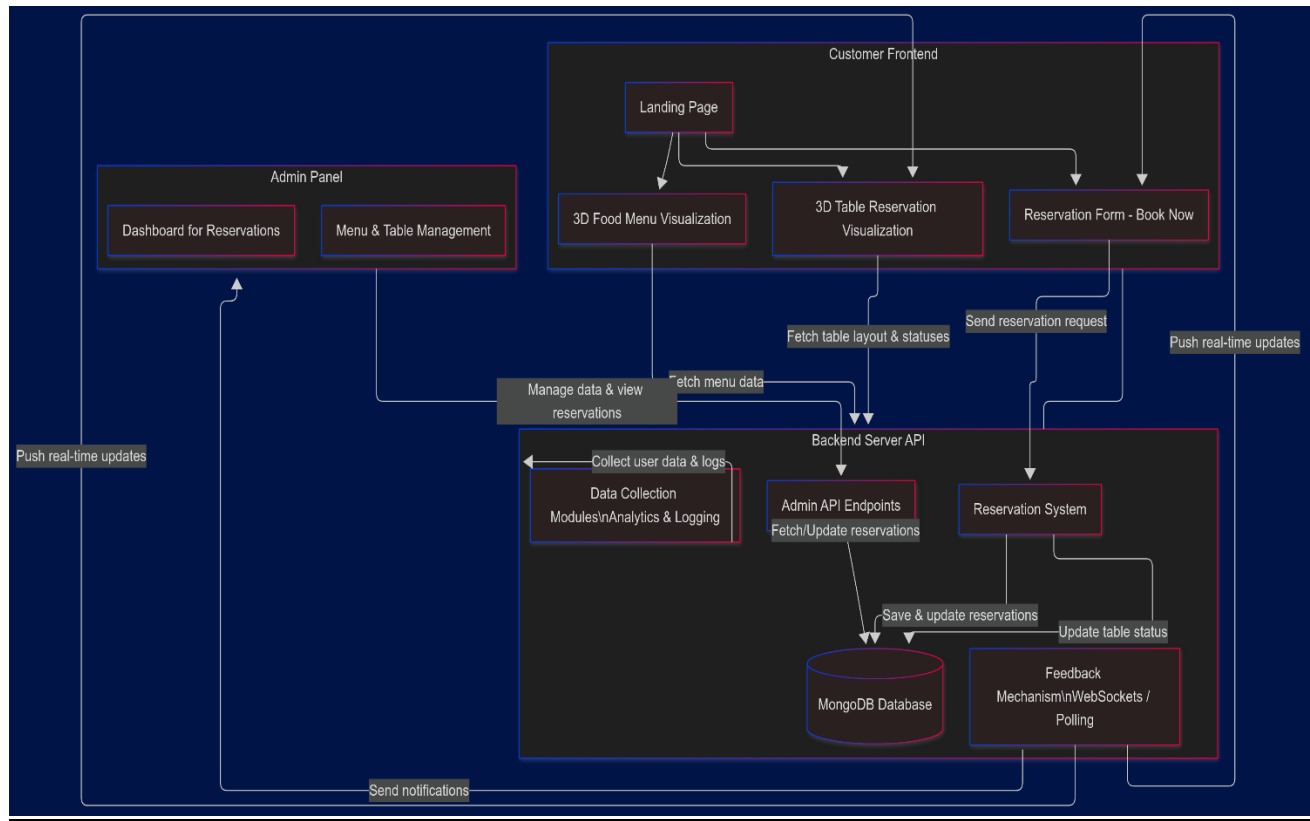 Customer Frontend
Landing Page
Admin Panel
Dashboard for Reservations
Menu & Table Management
3D Food Menu Visualization
3D Table Reservation
Visualization
Reservation Form - Book Now
Send reservation request
Fetch table layout & statuses
Push real-time updates
Fetch menu data
Manage data & view
reservations
Backend Server API
Push real-time updates
Collect user data & logs
Data Collection
Modules\nAnalytics & Logging
Admin API Endpoints
Fetch/Update reservations
Reservation System
Save & update reservations
Update table status
MongoDB Database
Feedback
Mechanism\nWebSockets /
Polling
Send notifications